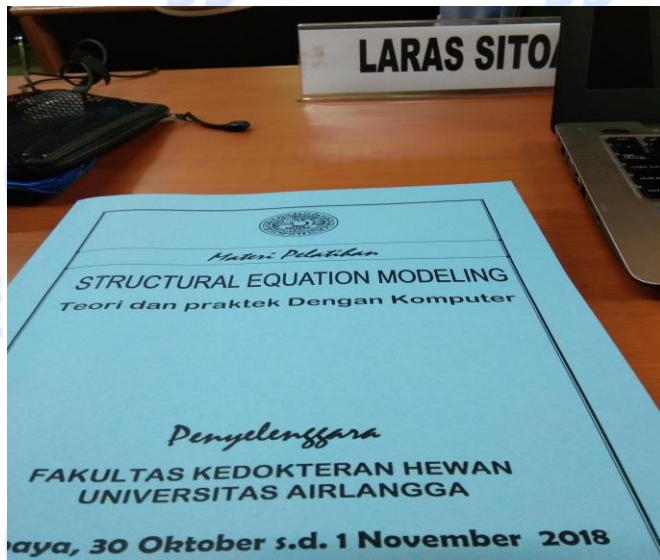 LARAS SITO
Materi Pelatihan
STRUCTURAL EQUATION MODELING
Teori dan praktek Dengan Komputer
Penyelenggara
FAKULTAS KEDOKTERAN HEWAN
UNIVERSITAS AIRLANGGA
baya, 30 Oktober s.d. 1 November 2018